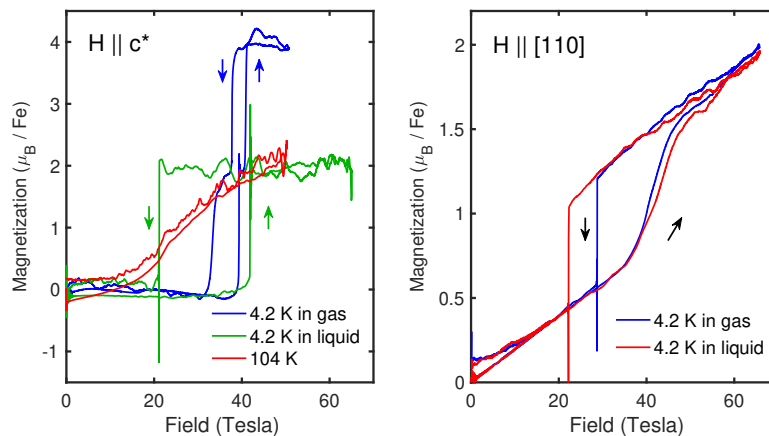 H || c*
Magnetization (μB / Fe)
4
3
2
1
0
-1
4.2 K in gas
4.2 K in liquid
104 K
0 20 40 60
Field (Tesla)
H || [110]
Magnetization (μB / Fe)
2
1.5
1
0.5
0
4.2 K in gas
4.2 K in liquid
0 20 40 60
Field (Tesla)